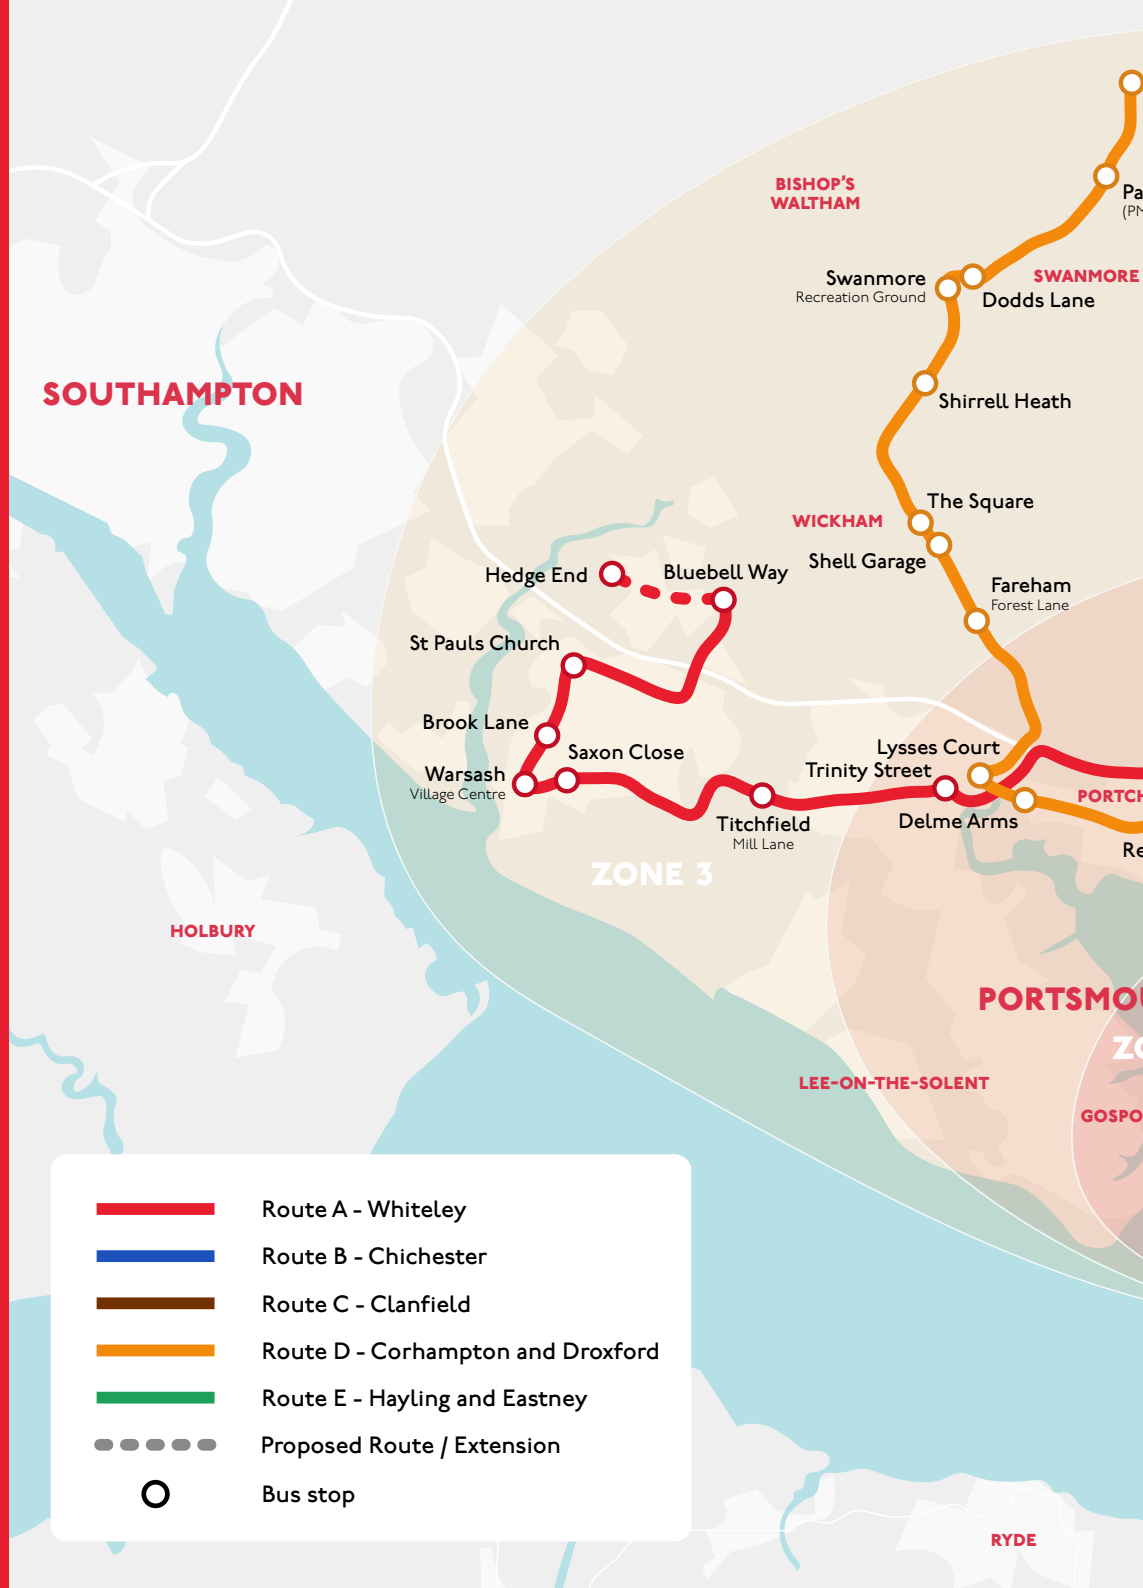 BISHOP'S
WALTHAM
Swanmore
Recreation Ground
SWANMORE
Dodds Lane
SOUTHAMPTON
Shirrell Heath
The Square
WICKHAM
Shell Garage
Hedge End
Bluebell Way
Fareham
Forest Lane
St Pauls Church
Brook Lane
Saxon Close
Warsash
Village Centre
Lysses Court
Trinity Street
Titchfield
Mill Lane
Delme Arms
ZONE 3
HOLBURY
LEE-ON-THE-SOLENT
Route A - Whiteley
Route B - Chichester
Route C - Clanfield
Route D - Corhampton and Droxford
Route E - Hayling and Eastney
Proposed Route / Extension
Bus stop
RYDE